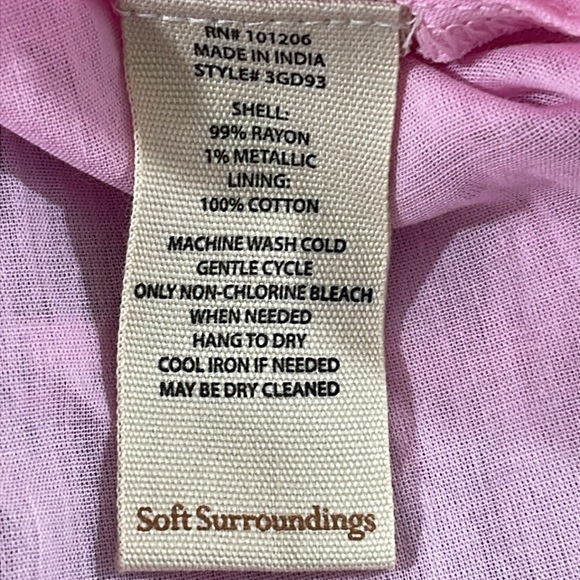 RN# 101206
MADE IN INDIA
STYLE# 3GD93
SHELL:
99% RAYON
1% METALLIC
LINING:
100% COTTON
MACHINE WASH COLD
GENTLE CYCLE
ONLY NON-CHLORINE BLEACH
WHEN NEEDED
HANG TO DRY
COOL IRON IF NEEDED
MAY BE DRY CLEANED
Soft Surroundings